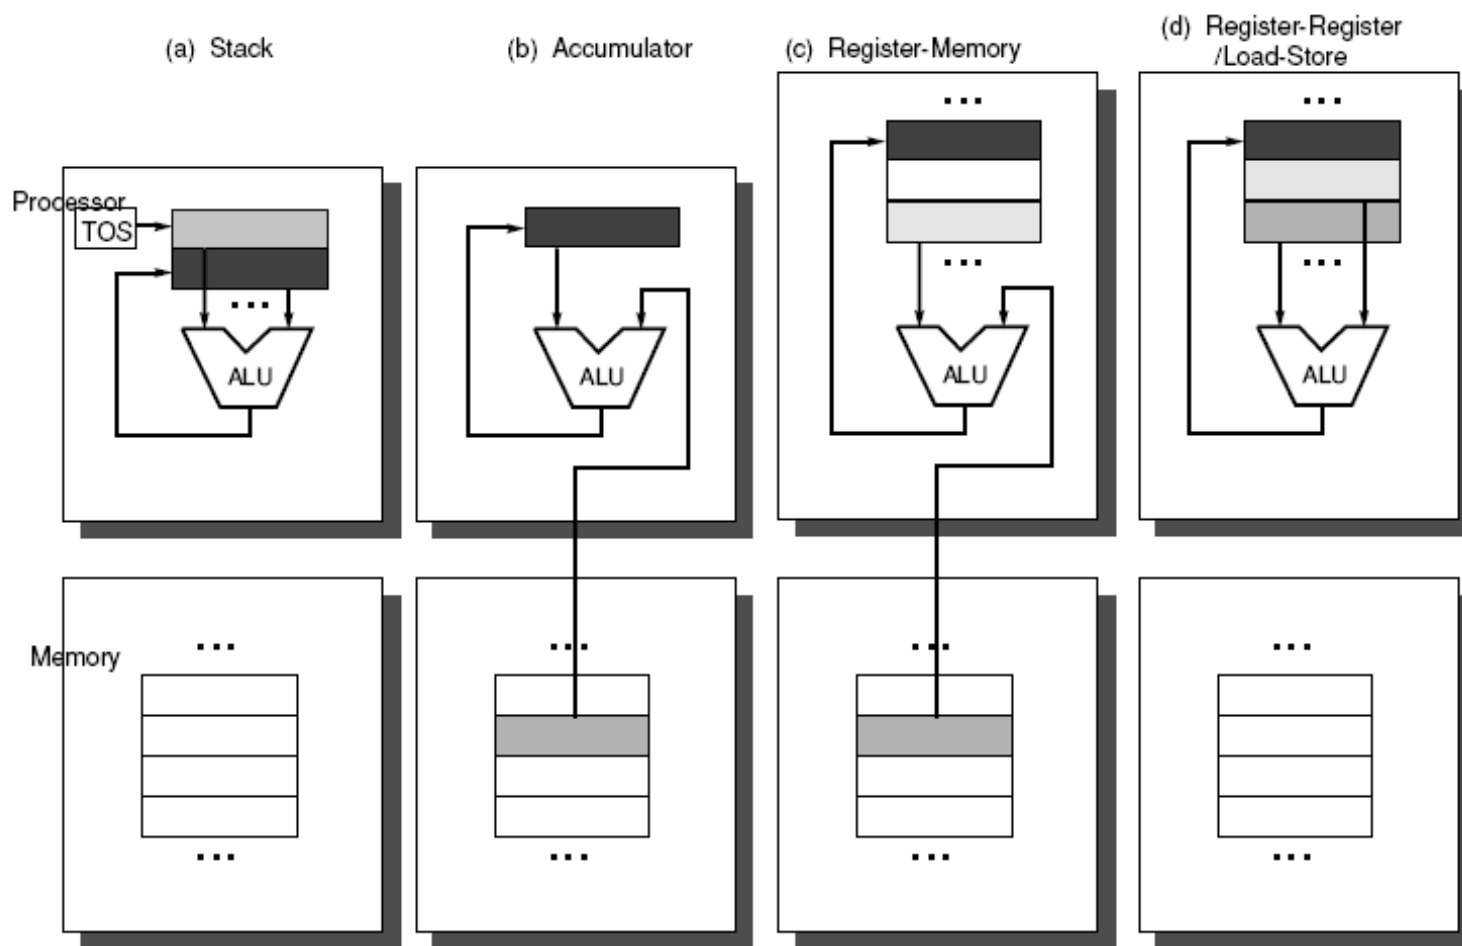 (a) Stack
(b) Accumulator
(c) Register-Memory
(d) Register-Register
/Load-Store
Processor
TOS
...
ALU
ALU
...
...
ALU
...
...
ALU
Memory
...
...
...
...
...
...
...
...